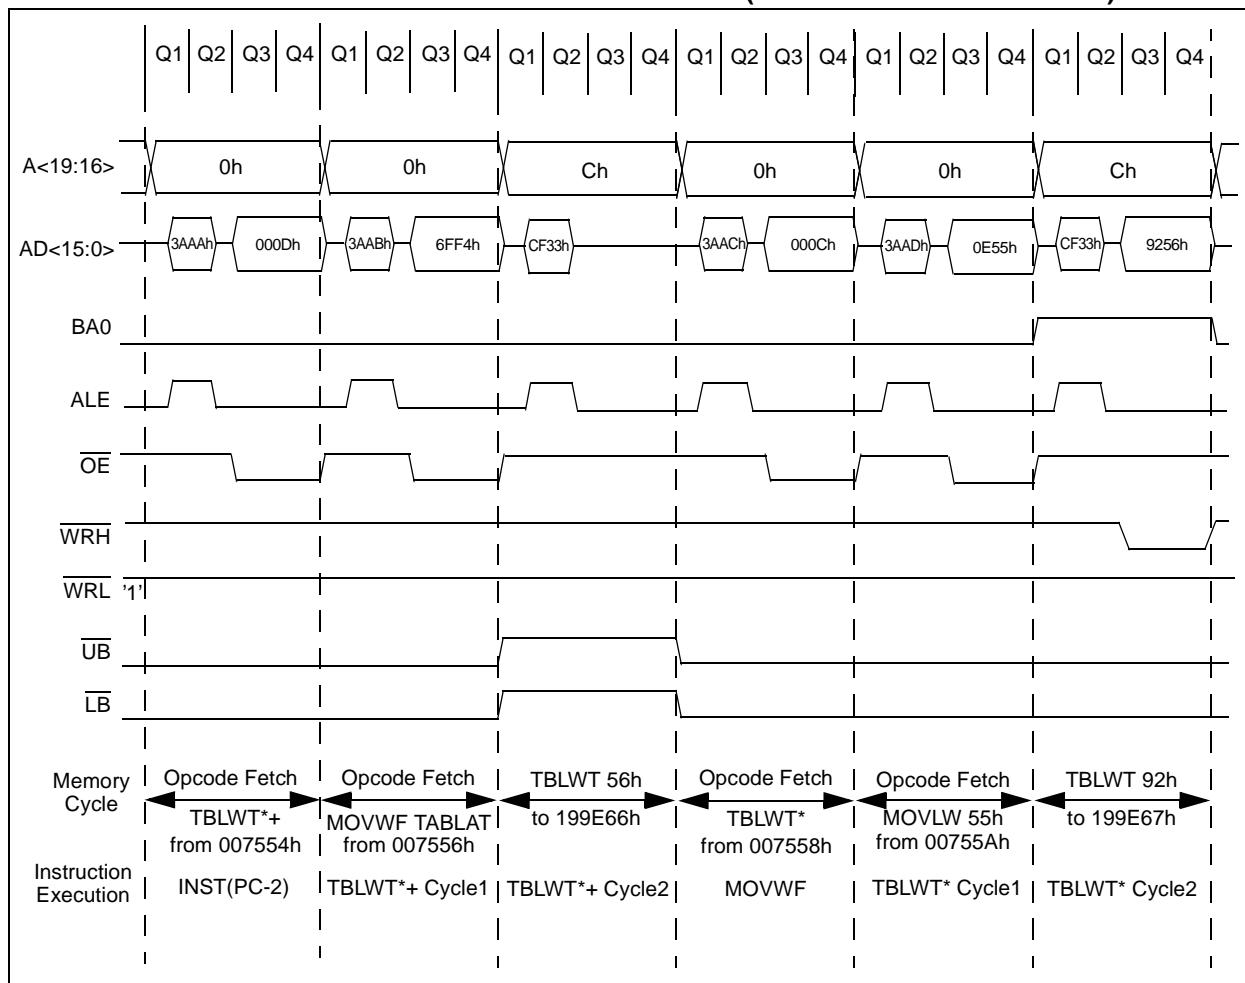 Q1 Q2 Q3 Q4 Q1 Q2 Q3 Q4 Q1 Q2 Q3 Q4 Q1 Q2 Q3 Q4 Q1 Q2 Q3 Q4 Q1 Q2 Q3 Q4
A<19:16> 0h 0h Ch 0h 0h Ch
AD<15:0> 3AAAh 000Dh 3AABh 6FF4h CF33h 3AACh 000Ch 3AADh 0E55h CF33h 9256h
BA0
ALE
OE
WRH
WRL '1'
UB
LB
Memory Cycle
Opcode Fetch
TBLWT*+
from 007554h
Opcode Fetch
MOVWF TABLAT
from 007556h
TBLWT 56h
to 199E66h
Opcode Fetch
TBLWT*
from 007558h
Opcode Fetch
MOVLW 55h
from 00755Ah
TBLWT 92h
to 199E67h
Instruction Execution
INST(PC-2) TBLWT*+ Cycle1 TBLWT*+ Cycle2 MOVWF TBLWT* Cycle1 TBLWT* Cycle2